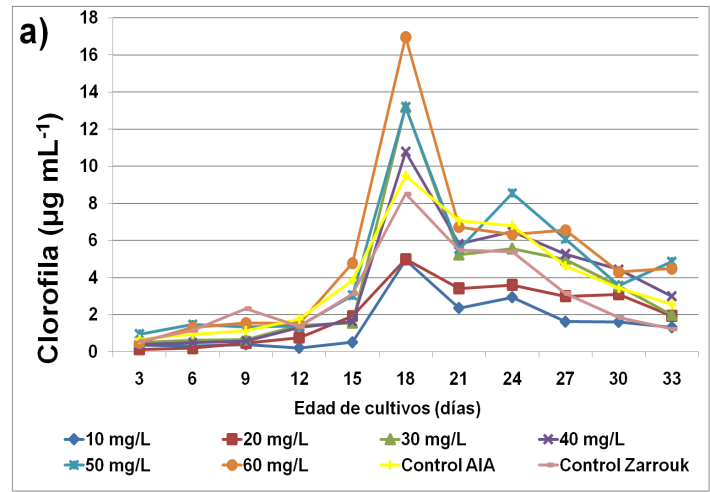 a)
Clorofila (µg mL-1)
18
16
14
12
10
8
6
4
2
0
3 6 9 12 15 18 21 24 27 30 33
Edad de cultivos (días)
10 mg/L 20 mg/L 30 mg/L 40 mg/L
50 mg/L 60 mg/L Control AIA Control Zarrouk